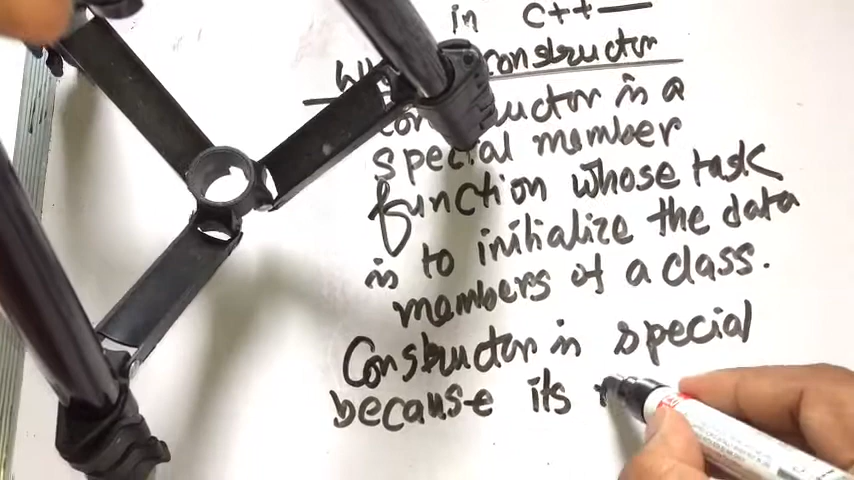 in C++
constructor
constructor is a
special member
function whose task
is to initialize the data
members of a class.
Constructor is special
because its